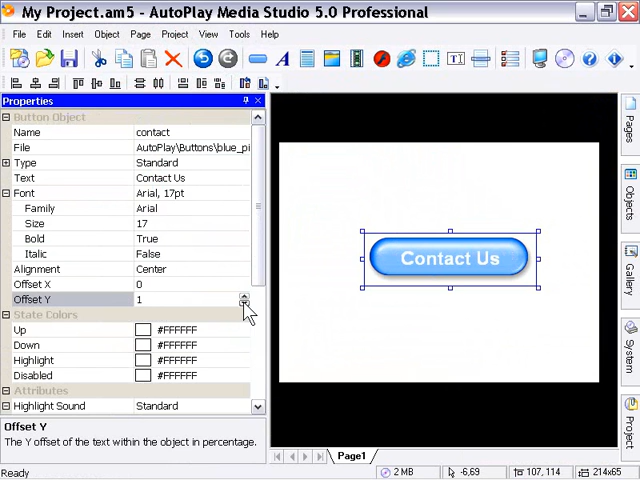 My Project.am5 - AutoPlay Media Studio 5.0 Professional
File Edit Insert Object Page Project View Tools Help
Properties
Button Object
Name contact
File AutoPlay\Buttons\blue_pi
Type Standard
Text Contact Us
Font Arial, 17pt
Family Arial
Size 17
Bold True
Italic False
Alignment Center
Offset X 0
Offset Y 1
State Colors
Up #FFFFFF
Down #FFFFFF
Highlight #FFFFFF
Disabled #FFFFFF
Attributes
Highlight Sound Standard
Offset Y
The Y offset of the text within the object in percentage.
Contact Us
Pages
Objects
Gallery
System
Project
Page1
Ready
2 MB
-6,69
107, 114
214x65